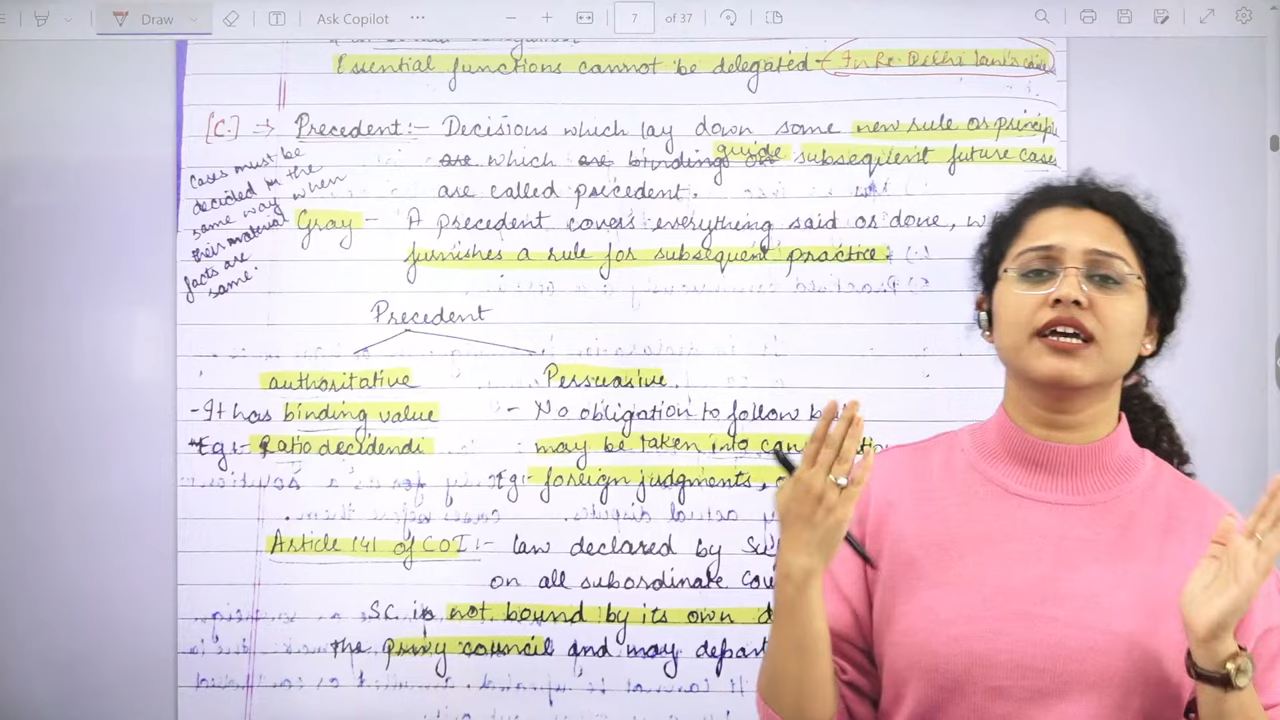 Draw
Ask Copilot
7 of 37
Essential functions cannot be delegated - In Re. Delhi Law's case
[C.] → Precedent:- Decisions which lay down some new rule or principle
are which are bindings on guide subsequent future cases
are called precedent.
cases must be
decided in the
same way when
their material
facts are
same.
Gray - A precedent covers everything said or done,
furnishes a rule for subsequent practice.
Precedent
authoritative Persuasive.
- It has binding value - No obligation to follow but
Eg:- Ratio decidendi may be taken into
Eg:- foreign judgments,
Article 141 of COI:- law declared by
on all subordinate
SC is not bound by its own
the privy council and may depart